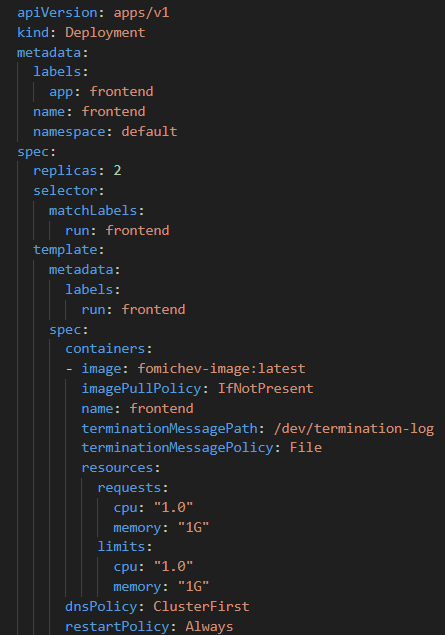 apiVersion: apps/v1
kind: Deployment
metadata:
  labels:
    app: frontend
  name: frontend
  namespace: default
spec:
  replicas: 2
  selector:
    matchLabels:
      run: frontend
  template:
    metadata:
      labels:
        run: frontend
    spec:
      containers:
      - image: fomichev-image:latest
        imagePullPolicy: IfNotPresent
        name: frontend
        terminationMessagePath: /dev/termination-log
        terminationMessagePolicy: File
        resources:
          requests:
            cpu: "1.0"
            memory: "1G"
          limits:
            cpu: "1.0"
            memory: "1G"
      dnsPolicy: ClusterFirst
      restartPolicy: Always